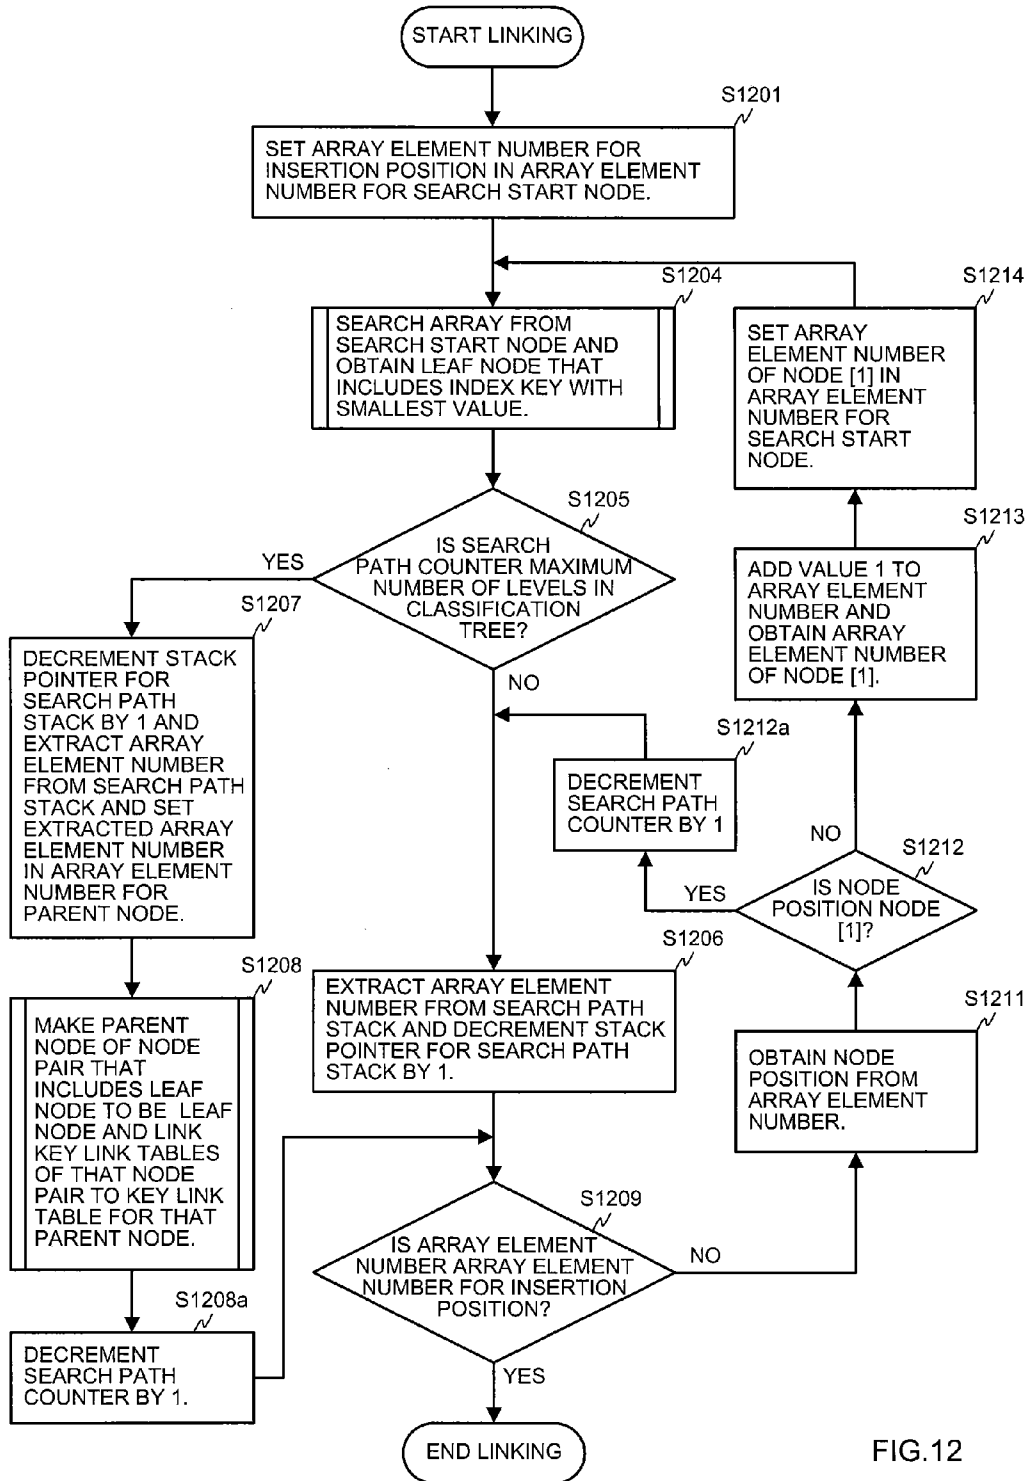 START LINKING
S1201
SET ARRAY ELEMENT NUMBER FOR
INSERTION POSITION IN ARRAY ELEMENT
NUMBER FOR SEARCH START NODE.
S1204
SEARCH ARRAY FROM
SEARCH START NODE AND
OBTAIN LEAF NODE THAT
INCLUDES INDEX KEY WITH
SMALLEST VALUE.
S1214
SET ARRAY
ELEMENT NUMBER
OF NODE [1] IN
ARRAY ELEMENT
NUMBER FOR
SEARCH START
NODE.
S1205
IS SEARCH
PATH COUNTER MAXIMUM
NUMBER OF LEVELS IN
CLASSIFICATION
TREE?
YES
NO
S1213
ADD VALUE 1 TO
ARRAY ELEMENT
NUMBER AND
OBTAIN ARRAY
ELEMENT NUMBER
OF NODE [1].
S1207
DECREMENT STACK
POINTER FOR
SEARCH PATH
STACK BY 1 AND
EXTRACT ARRAY
ELEMENT NUMBER
FROM SEARCH PATH
STACK AND SET
EXTRACTED ARRAY
ELEMENT NUMBER
IN ARRAY ELEMENT
NUMBER FOR
PARENT NODE.
S1212a
DECREMENT
SEARCH PATH
COUNTER BY 1
NO
S1212
YES
IS NODE
POSITION NODE
[1]?
S1206
EXTRACT ARRAY ELEMENT
NUMBER FROM SEARCH PATH
STACK AND DECREMENT STACK
POINTER FOR SEARCH PATH
STACK BY 1.
S1208
MAKE PARENT
NODE OF NODE
PAIR THAT
INCLUDES LEAF
NODE TO BE LEAF
NODE AND LINK
KEY LINK TABLES
OF THAT NODE
PAIR TO KEY LINK
TABLE FOR THAT
PARENT NODE.
S1211
OBTAIN NODE
POSITION FROM
ARRAY ELEMENT
NUMBER.
S1209
IS ARRAY ELEMENT
NUMBER ARRAY ELEMENT
NUMBER FOR INSERTION
POSITION?
NO
YES
S1208a
DECREMENT
SEARCH PATH
COUNTER BY 1.
END LINKING
FIG.12